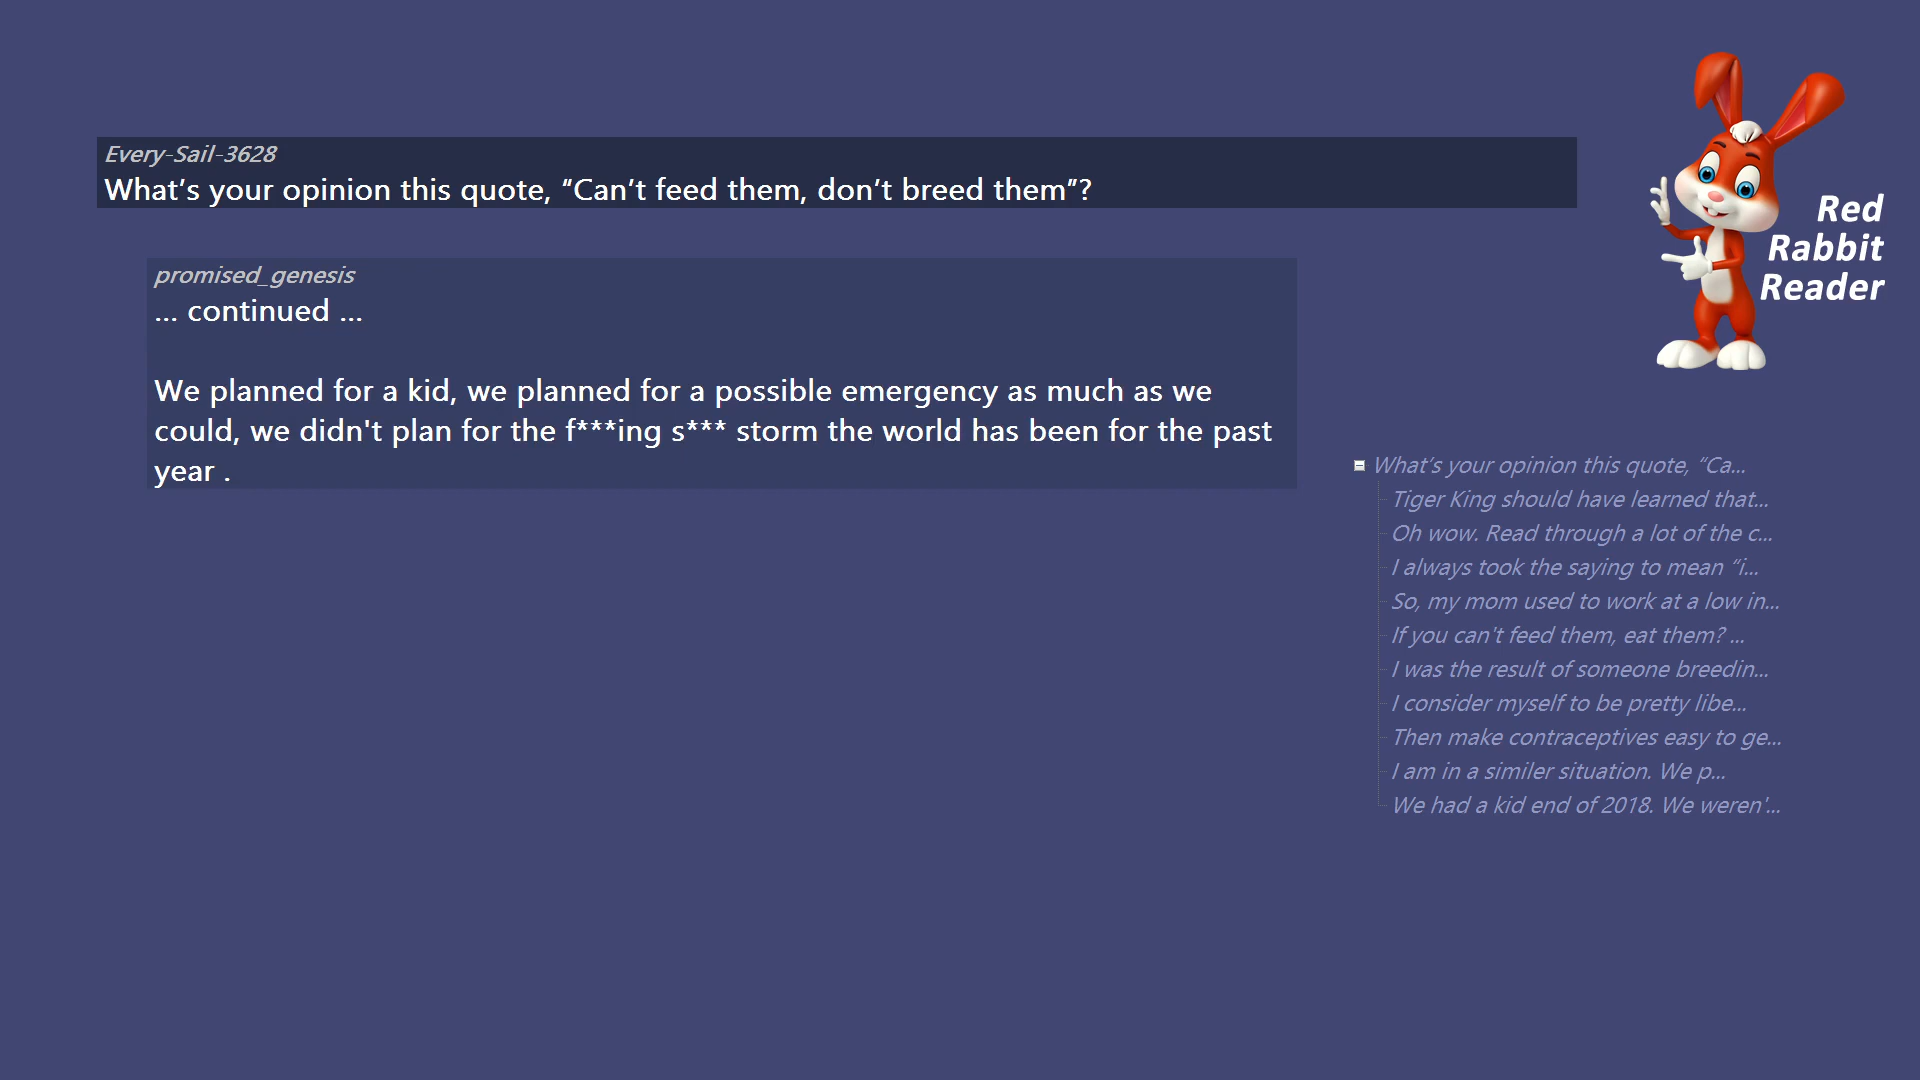 Every-Sail-3628
What’s your opinion this quote, “Can’t feed them, don’t breed them”?
promised_genesis
... continued ...
We planned for a kid, we planned for a possible emergency as much as we
could, we didn't plan for the f***ing s*** storm the world has been for the past
year .
Red
Rabbit
Reader
What’s your opinion this quote, “Ca...
Tiger King should have learned that...
Oh wow. Read through a lot of the c...
I always took the saying to mean “i...
So, my mom used to work at a low in...
If you can't feed them, eat them? ...
I was the result of someone breedin...
I consider myself to be pretty libe...
Then make contraceptives easy to ge...
I am in a similer situation. We p...
We had a kid end of 2018. We weren'...